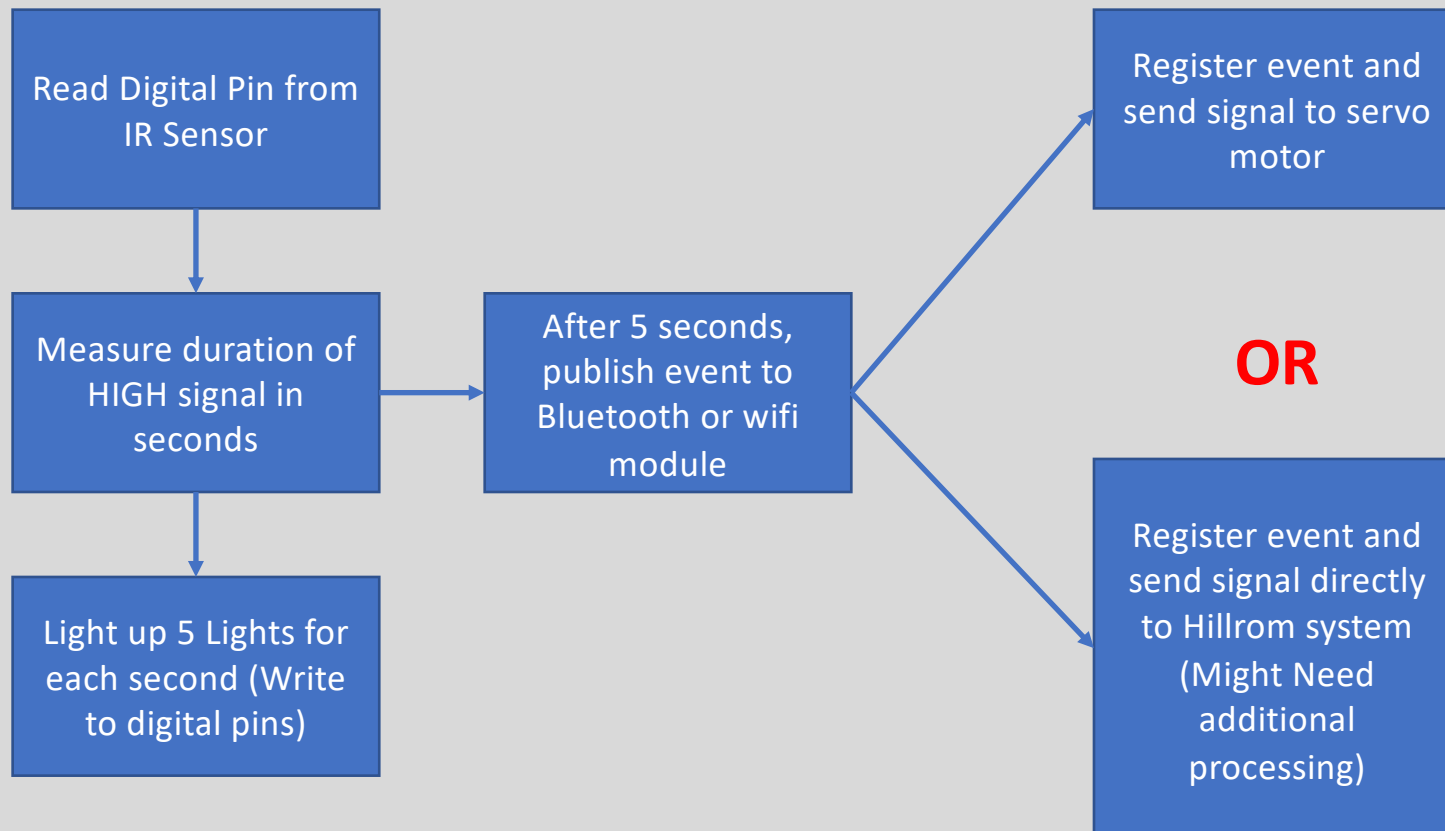 Read Digital Pin from
IR Sensor
Measure duration of
HIGH signal in
seconds
Light up 5 Lights for
each second (Write
to digital pins)
After 5 seconds,
publish event to
Bluetooth or wifi
module
Register event and
send signal to servo
motor
OR
Register event and
send signal directly
to Hillrom system
(Might Need
additional
processing)